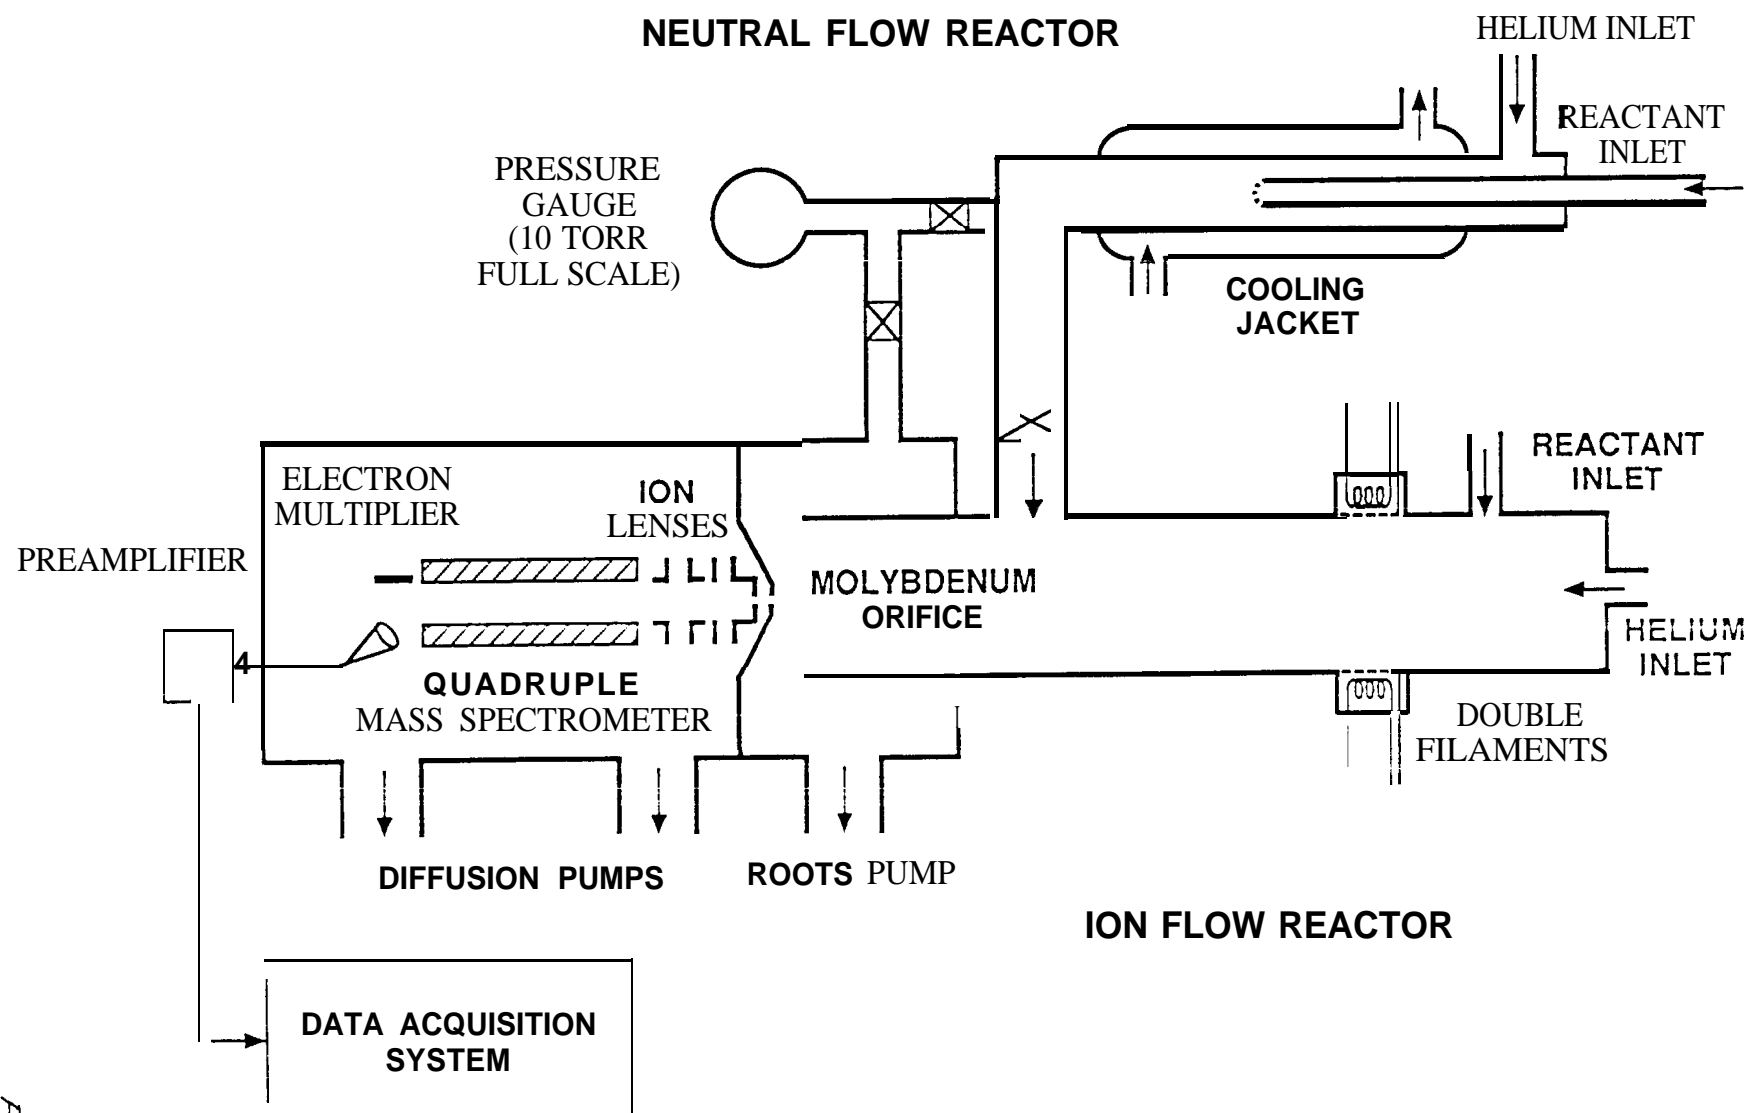 NEUTRAL FLOW REACTOR
HELIUM INLET
REACTANT
INLET
PRESSURE
GAUGE
(10 TORR
FULL SCALE)
COOLING
JACKET
REACTANT
INLET
ELECTRON
MULTIPLIER
ION
LENSES
PREAMPLIFIER
MOLYBDENUM
ORIFICE
HELIUM
INLET
4
QUADRUPLE
MASS SPECTROMETER
DOUBLE
FILAMENTS
DIFFUSION PUMPS
ROOTS PUMP
ION FLOW REACTOR
DATA ACQUISITION
SYSTEM